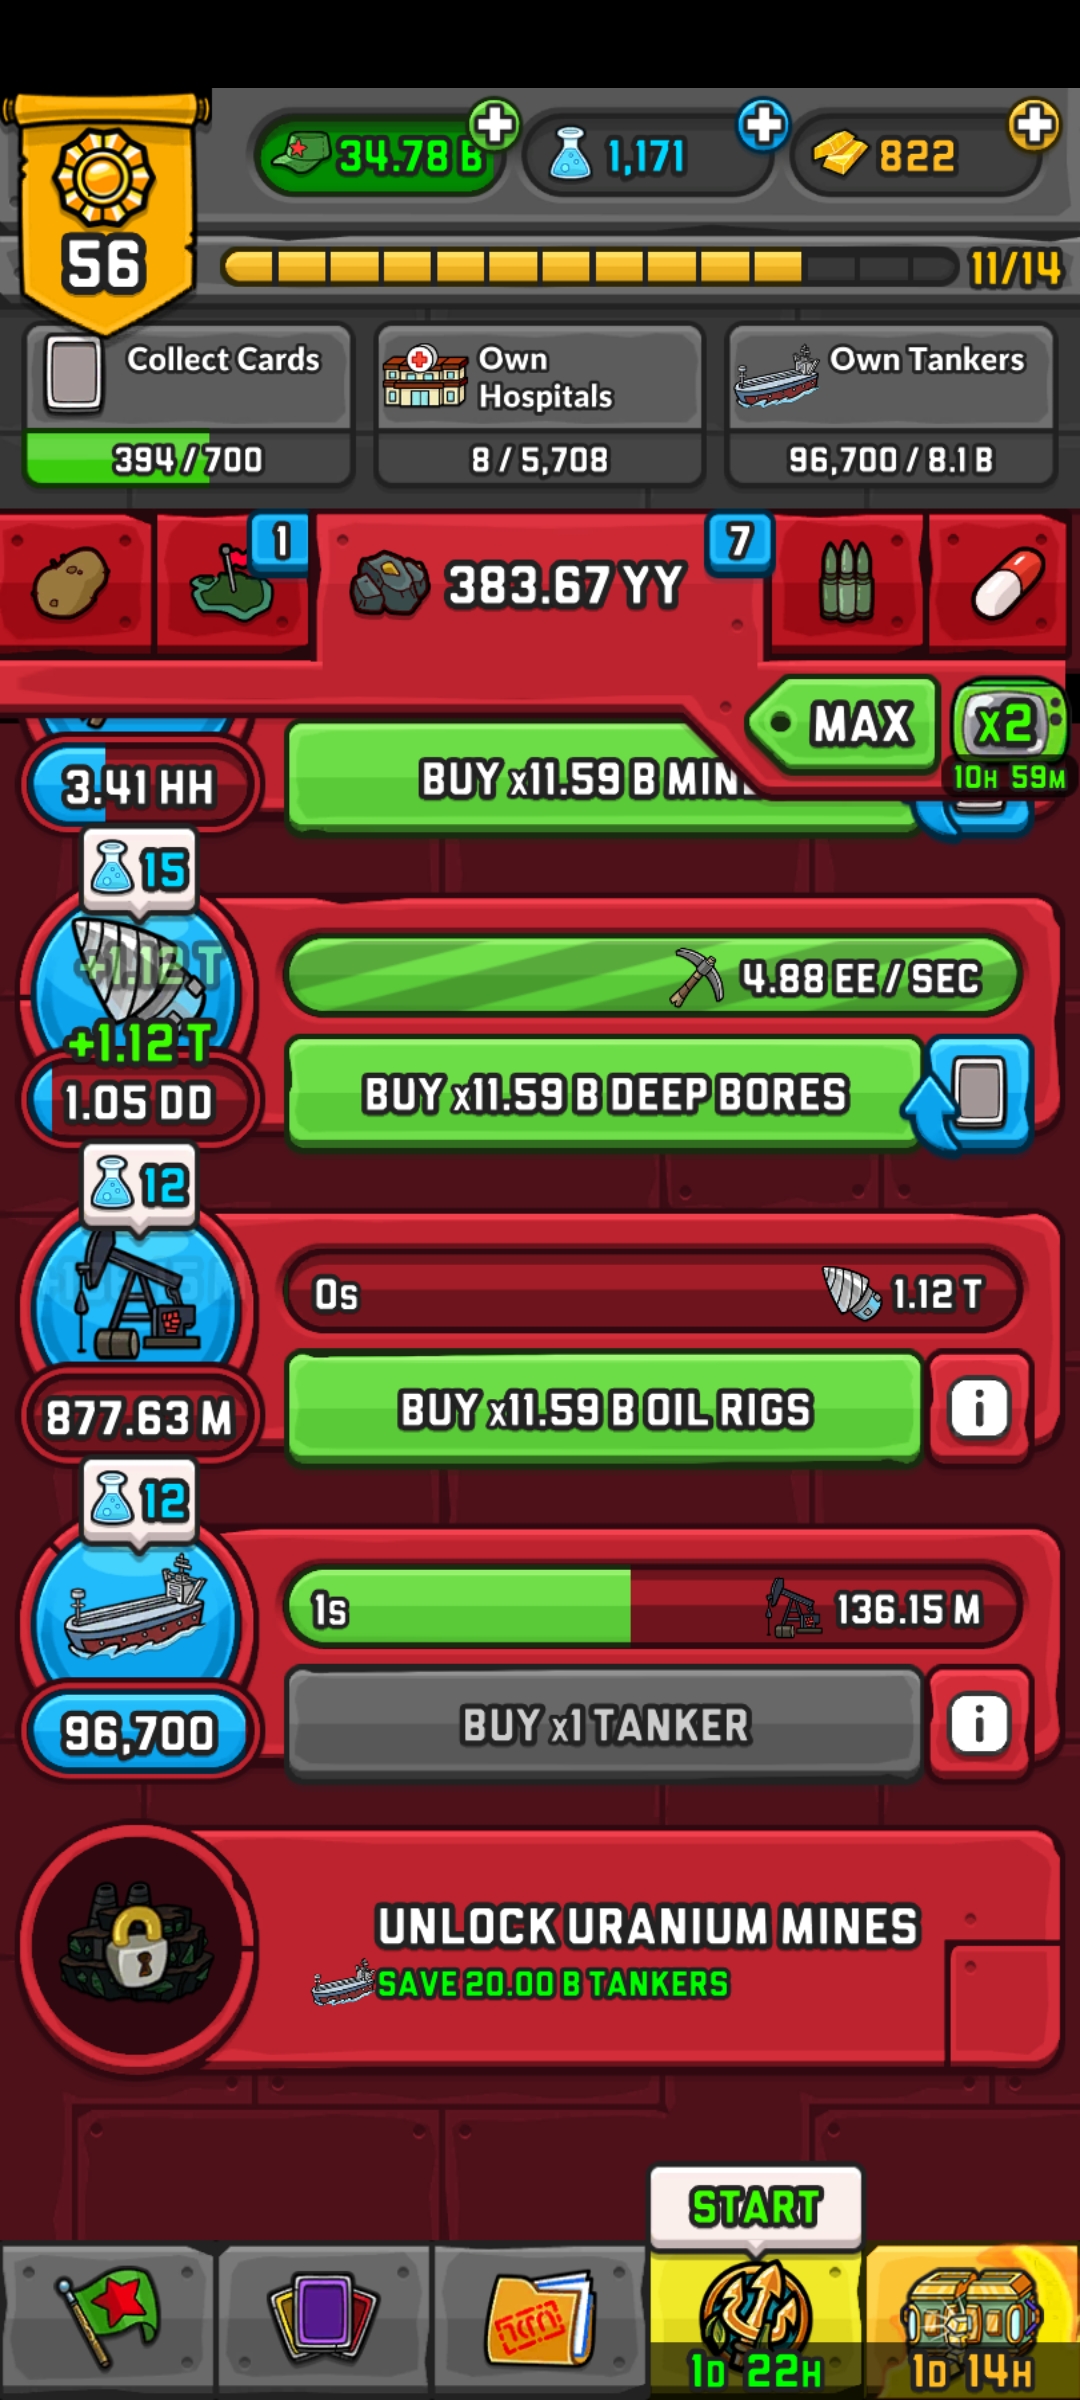 34.78 B
1,171
822
56
11/14
Collect Cards
394/700
Own
Hospitals
8/5,708
Own Tankers
96,700/8.1 B
1
383.67 YY
7
MAX
X2
10H 59M
3.41 HH
BUY x11.59 B MIN
15
+1.12 T
+1.12 T
4.88 EE/SEC
1.05 DD
BUY x11.59 B DEEP BORES
12
0s
1.12 T
877.63 M
BUY x11.59 B OIL RIGS
i
12
1s
136.15 M
96,700
BUY x1 TANKER
i
UNLOCK URANIUM MINES
SAVE 20.00 B TANKERS
START
1D 22H
1D 14H